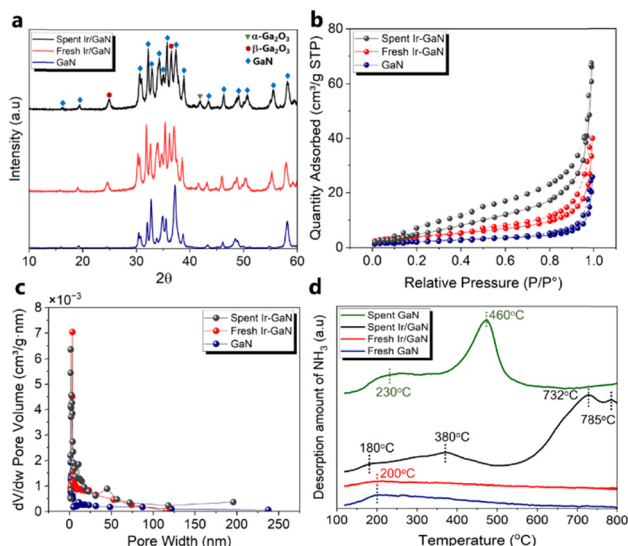 a
Spent Ir/GaN
Fresh Ir/GaN
GaN
α-Ga2O3
β-Ga2O3
GaN
Intensity (a.u)
10 20 30 40 50 60
2θ
b
Spent Ir-GaN
Fresh Ir-GaN
GaN
Quantity Adsorbed (cm³/g STP)
80
60
40
20
0
0.0 0.2 0.4 0.6 0.8 1.0
Relative Pressure (P/P°)
c
×10⁻³
Spent Ir-GaN
Fresh Ir-GaN
GaN
dV/dw Pore Volume (cm³/g·nm)
8
7
6
5
4
3
2
1
0
0 50 100 150 200 250
Pore Width (nm)
d
Spent GaN
Spent Ir/GaN
Fresh Ir/GaN
Fresh GaN
460°C
230°C
732°C
785°C
180°C
380°C
200°C
Desorption amount of NH3 (a.u)
100 200 300 400 500 600 700 800
Temperature (°C)